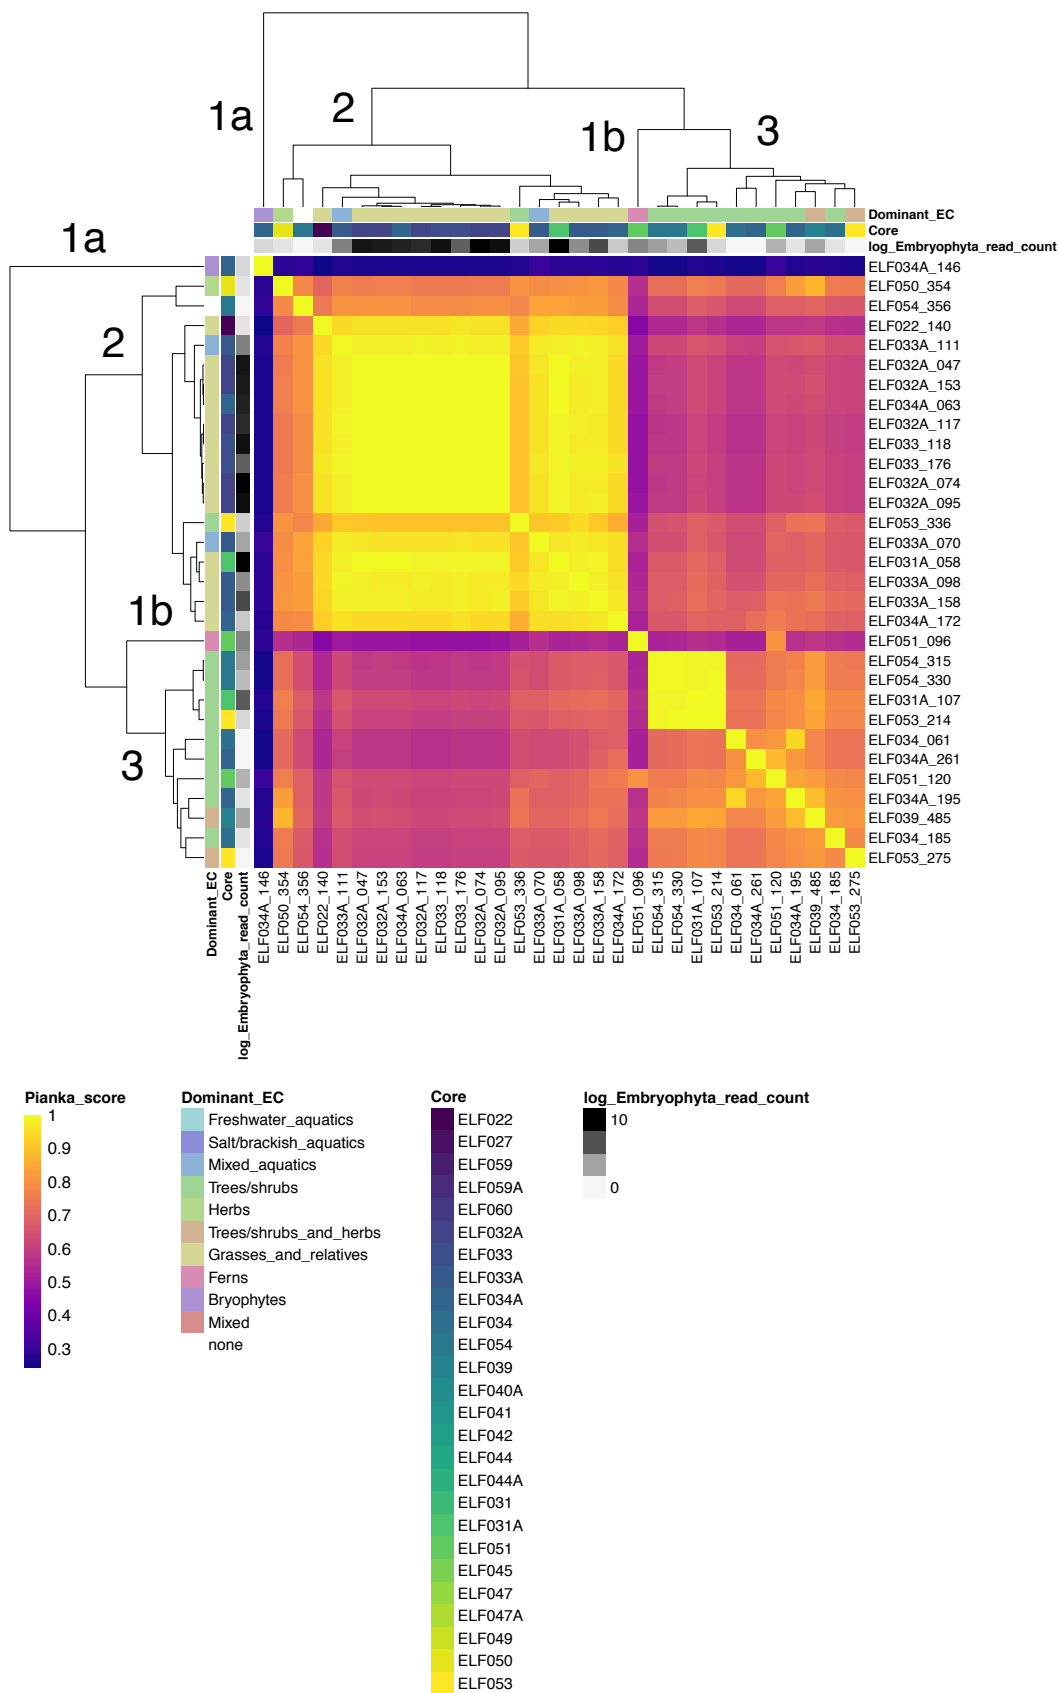 1a
2
1b
3
Dominant_EC
Core
log_Embryophyta_read_count
1a
2
1b
3
ELF034A_146
ELF050_354
ELF054_356
ELF022_140
ELF033A_111
ELF032A_047
ELF032A_153
ELF034A_063
ELF032A_117
ELF033_118
ELF033_176
ELF032A_074
ELF032A_095
ELF053_336
ELF033A_070
ELF031A_058
ELF033A_098
ELF033A_158
ELF034A_172
ELF051_096
ELF054_315
ELF054_330
ELF031A_107
ELF053_214
ELF034_061
ELF034A_261
ELF051_120
ELF034A_195
ELF039_485
ELF034_185
ELF053_275
Dominant_EC
Core
log_Embryophyta_read_count
ELF034A_146
ELF050_354
ELF054_356
ELF022_140
ELF033A_111
ELF032A_047
ELF032A_153
ELF034A_063
ELF032A_117
ELF033_118
ELF033_176
ELF032A_074
ELF032A_095
ELF053_336
ELF033A_070
ELF031A_058
ELF033A_098
ELF033A_158
ELF034A_172
ELF051_096
ELF054_315
ELF054_330
ELF031A_107
ELF053_214
ELF034_061
ELF034A_261
ELF051_120
ELF034A_195
ELF039_485
ELF034_185
ELF053_275
Pianka_score
1
0.9
0.8
0.7
0.6
0.5
0.4
0.3
Dominant_EC
Freshwater_aquatics
Salt/brackish_aquatics
Mixed_aquatics
Trees/shrubs
Herbs
Trees/shrubs_and_herbs
Grasses_and_relatives
Ferns
Bryophytes
Mixed
none
Core
ELF022
ELF027
ELF059
ELF059A
ELF060
ELF032A
ELF033
ELF033A
ELF034A
ELF034
ELF054
ELF039
ELF040A
ELF041
ELF042
ELF044
ELF044A
ELF031
ELF031A
ELF051
ELF045
ELF047
ELF047A
ELF049
ELF050
ELF053
log_Embryophyta_read_count
10
0